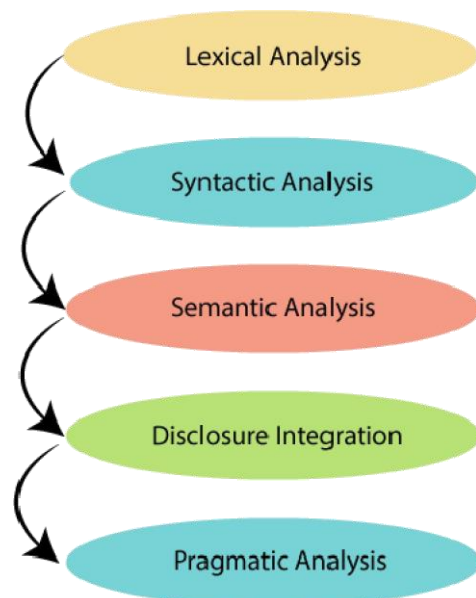 Lexical Analysis
Syntactic Analysis
Semantic Analysis
Disclosure Integration
Pragmatic Analysis